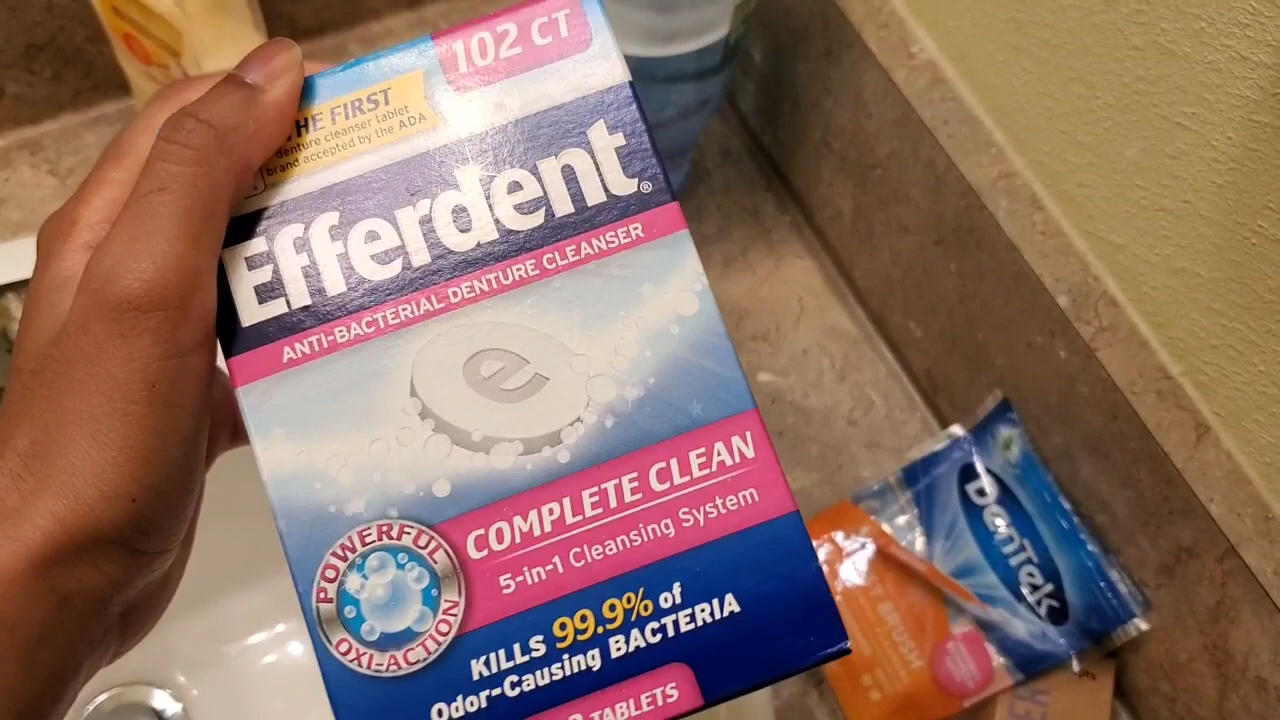 102 CT
THE FIRST
denture cleanser tablet
brand accepted by the ADA
Efferdent®
ANTI-BACTERIAL DENTURE CLEANSER
e
COMPLETE CLEAN
5-in-1 Cleansing System
POWERFUL
OXI-ACTION
KILLS 99.9% of
Odor-Causing BACTERIA
TABLETS
DenTek
BRUSH